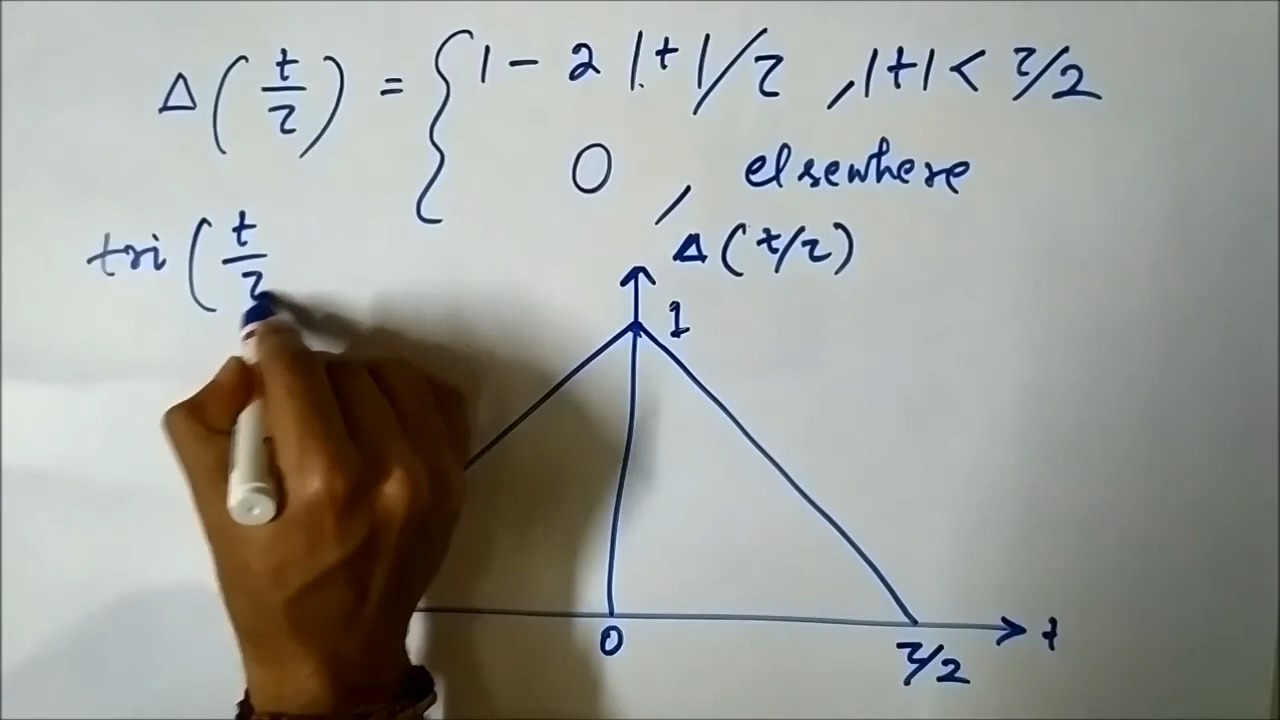 Δ(t/τ) = { 1 - 2|t|/τ , |t| < τ/2
0 , elsewhere
tri (t/τ
Δ(t/τ)
1
0
τ/2
t